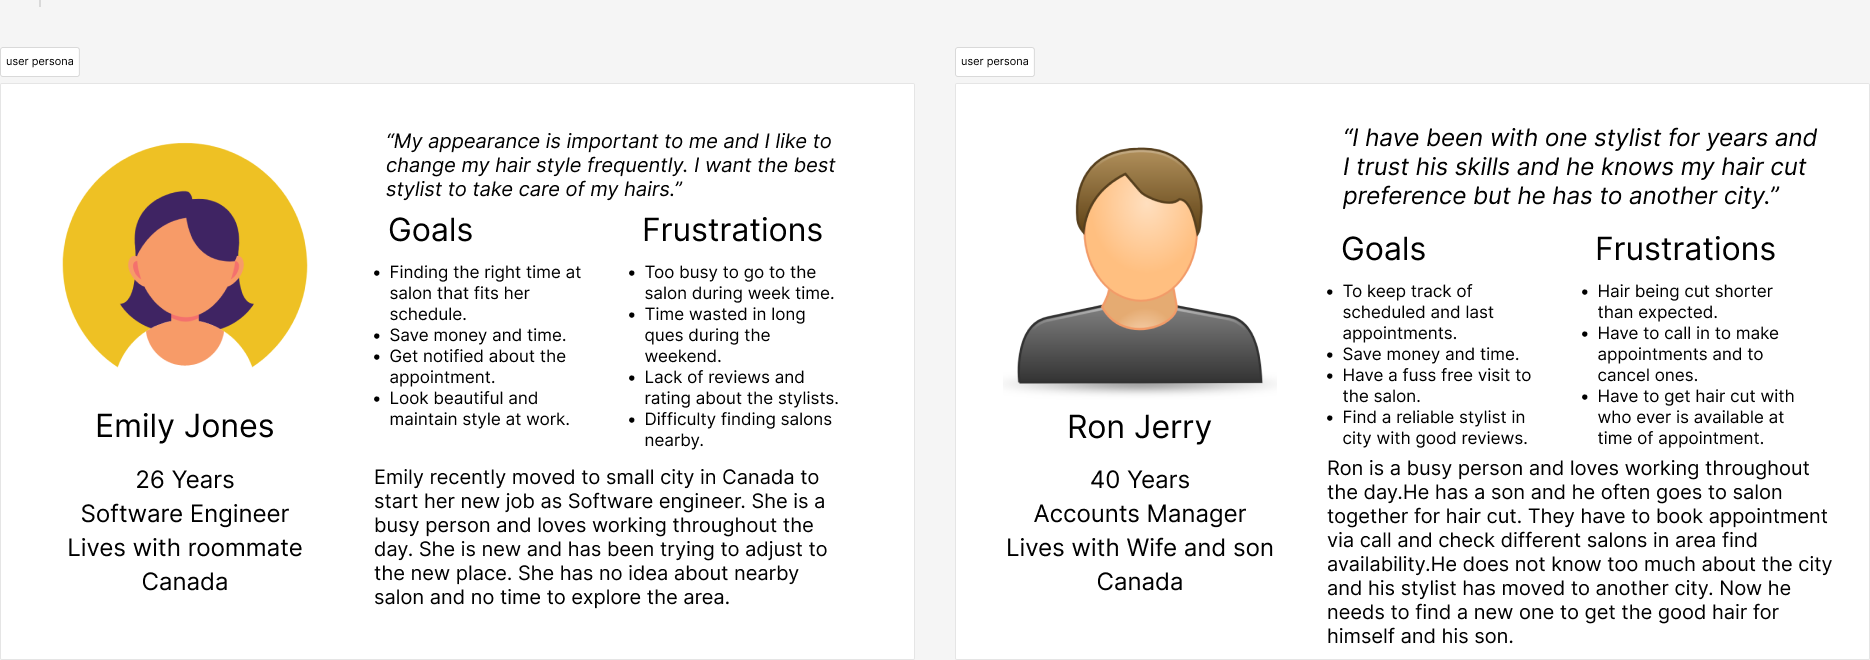 user persona
“My appearance is important to me and I like to
change my hair style frequently. I want the best
stylist to take care of my hairs.”
Goals
• Finding the right time at
salon that fits her
schedule.
• Save money and time.
• Get notified about the
appointment.
• Look beautiful and
maintain style at work.
Frustrations
• Too busy to go to the
salon during week time.
• Time wasted in long
ques during the
weekend.
• Lack of reviews and
rating about the stylists.
• Difficulty finding salons
nearby.
Emily Jones
26 Years
Software Engineer
Lives with roommate
Canada
Emily recently moved to small city in Canada to
start her new job as Software engineer. She is a
busy person and loves working throughout the
day. She is new and has been trying to adjust to
the new place. She has no idea about nearby
salon and no time to explore the area.
user persona
“I have been with one stylist for years and
I trust his skills and he knows my hair cut
preference but he has to another city.”
Goals
• To keep track of
scheduled and last
appointments.
• Save money and time.
• Have a fuss free visit to
the salon.
• Find a reliable stylist in
city with good reviews.
Frustrations
• Hair being cut shorter
than expected.
• Have to call in to make
appointments and to
cancel ones.
• Have to get hair cut with
who ever is available at
time of appointment.
Ron Jerry
40 Years
Accounts Manager
Lives with Wife and son
Canada
Ron is a busy person and loves working throughout
the day.He has a son and he often goes to salon
together for hair cut. They have to book appointment
via call and check different salons in area find
availability.He does not know too much about the city
and his stylist has moved to another city. Now he
needs to find a new one to get the good hair for
himself and his son.